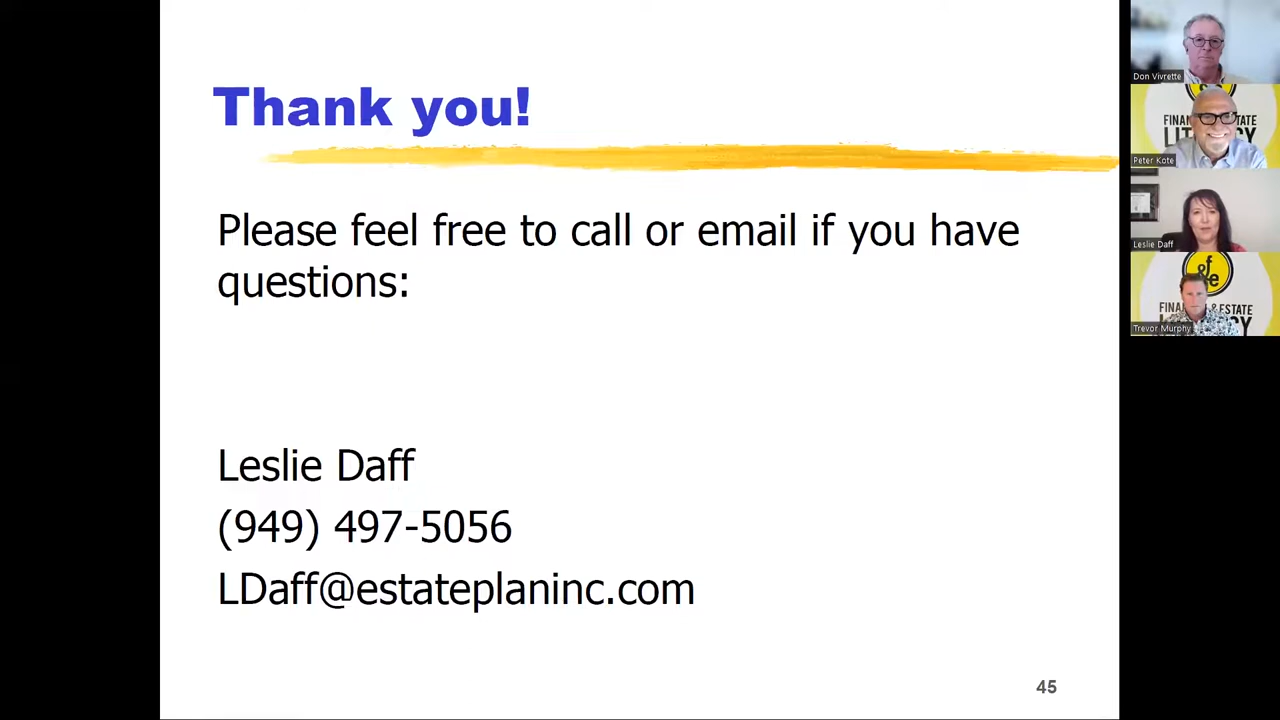 Thank you!
Please feel free to call or email if you have
questions:
Leslie Daff
(949) 497-5056
LDaff@estateplaninc.com
45
Don Vivrette
Peter Kote
Leslie Daff
&fe
Trevor Murphy